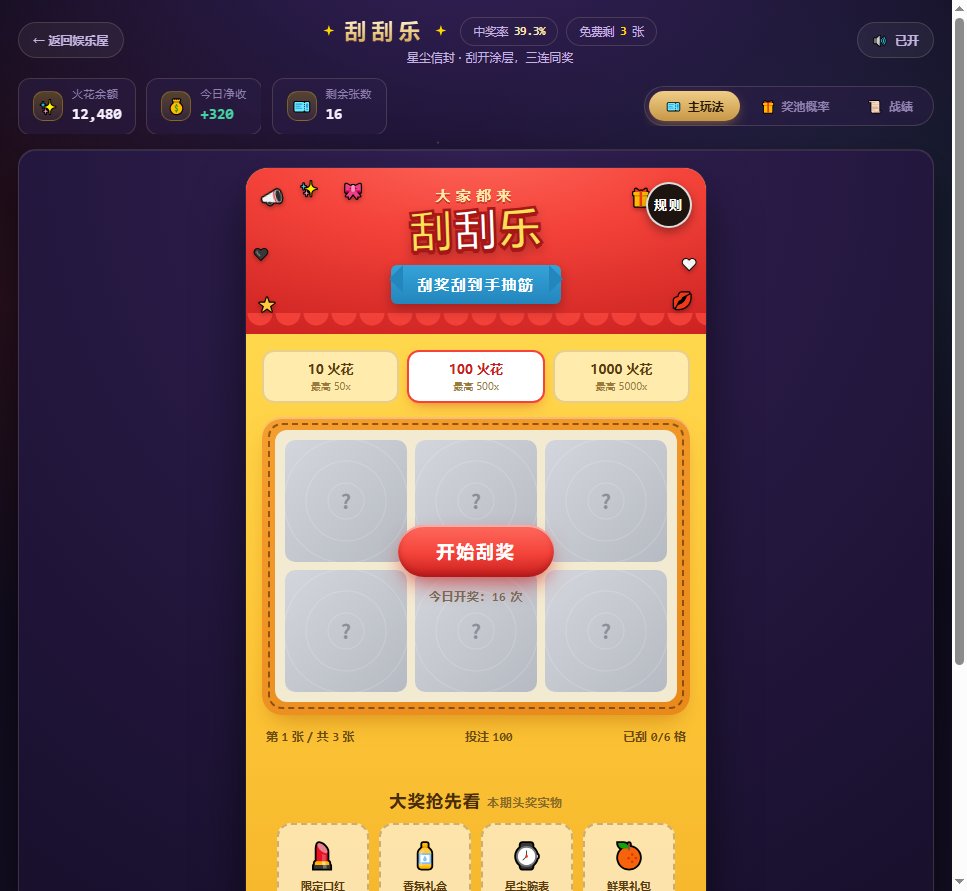 ← 返回娱乐屋
刮刮乐
中奖率 39.3%
免费剩 3 张
星尘信封 · 刮开涂层，三连同奖
已开
火花余额
12,480
今日净收
+320
剩余张数
16
主玩法
奖池概率
战绩
大家都来
刮刮乐
规则
刮奖刮到手抽筋
10 火花
最高 50x
100 火花
最高 500x
1000 火花
最高 5000x
?
?
?
开始刮奖
今日开奖：16 次
?
?
?
第 1 张 / 共 3 张
投注 100
已刮 0/6 格
大奖抢先看 本期头奖实物
限定口红
香氛礼盒
星尘腕表
鲜果礼包